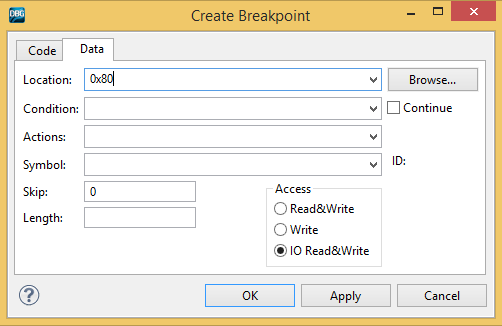 DBG
Create Breakpoint
Code Data
Location: 0x80 Browse...
Condition: Continue
Actions:
Symbol: ID:
Skip: 0
Access
Length:
Read&Write
Write
IO Read&Write
? OK Apply Cancel